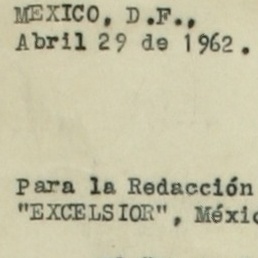 MEXICO, D.F.,
Abril 29 de 1962.
Para la Redacción
"EXCELSIOR", Méxic